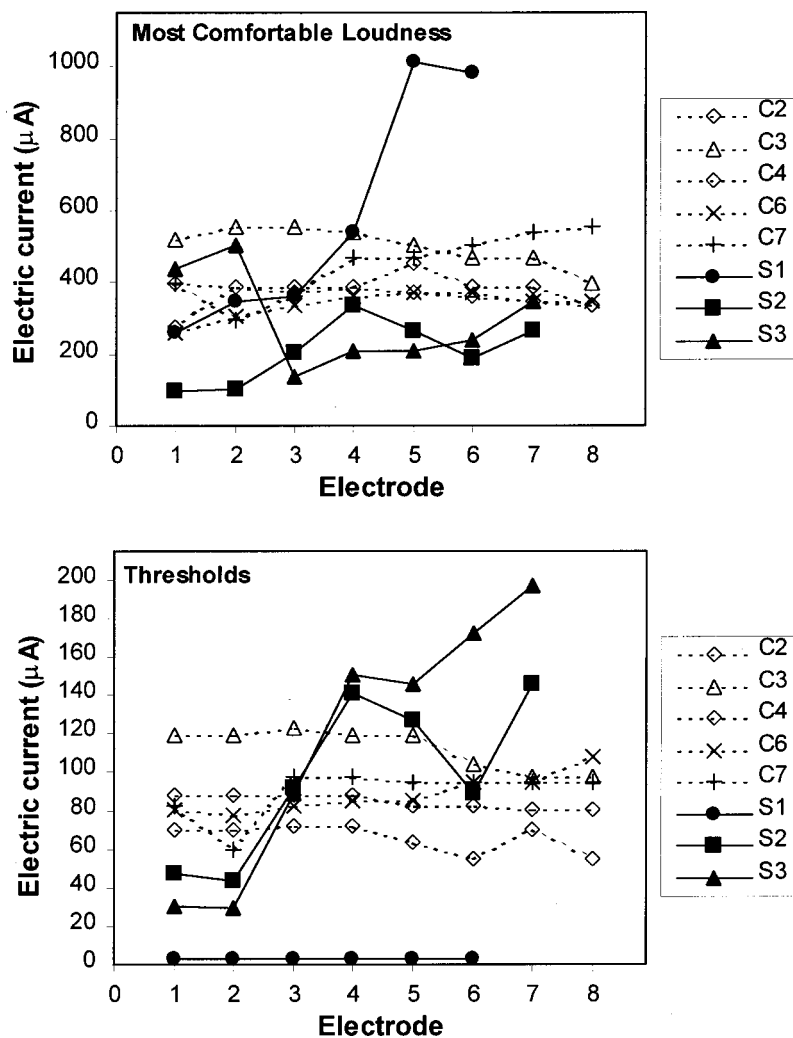 Most Comfortable Loudness
Electric current (μA)
1000
800
600
400
200
0
0 1 2 3 4 5 6 7 8
Electrode
C2
C3
C4
C6
C7
S1
S2
S3
Thresholds
Electric current (μA)
200
180
160
140
120
100
80
60
40
20
0
0 1 2 3 4 5 6 7 8
Electrode
C2
C3
C4
C6
C7
S1
S2
S3